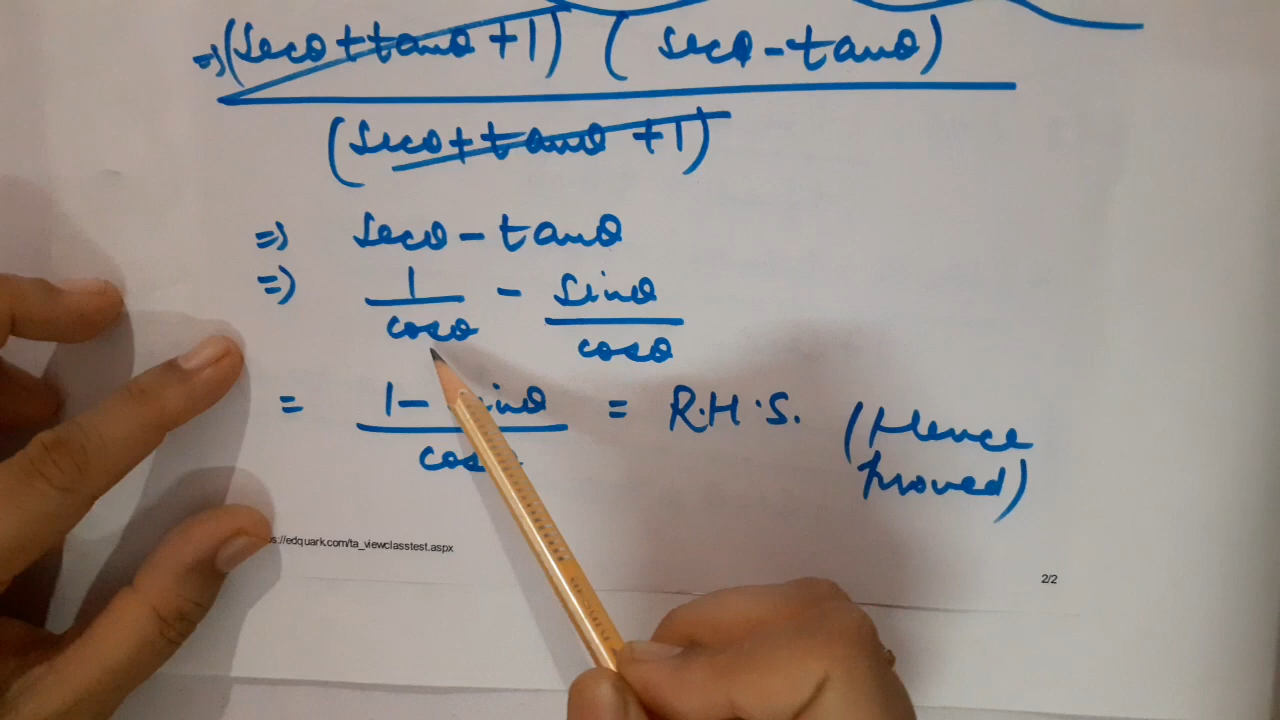 ⇒ (secθ + tanθ + 1) (secθ - tanθ)
(secθ + tanθ + 1)
⇒ secθ - tanθ
⇒ 1/cosθ - sinθ/cosθ
= 1 - sinθ/cosθ = R.H.S. (Hence
proved)
s://edquark.com/ta_viewclasstest.aspx
2/2